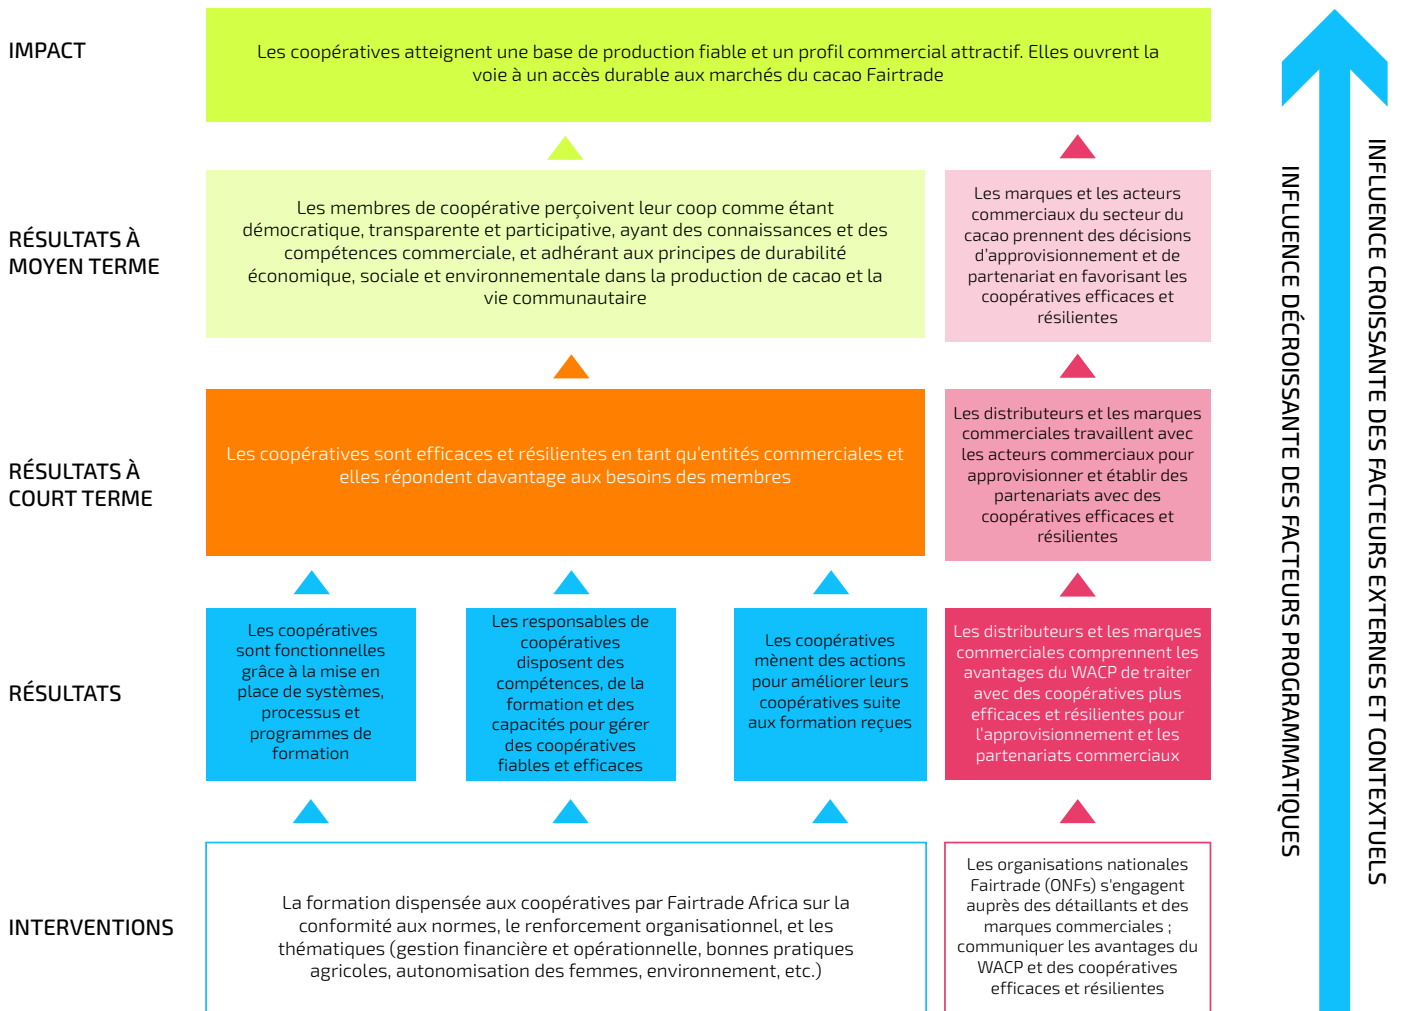 IMPACT
Les coopératives atteignent une base de production fiable et un profil commercial attractif. Elles ouvrent la
voie à un accès durable aux marchés du cacao Fairtrade
RÉSULTATS À
MOYEN TERME
Les membres de coopérative perçoivent leur coop comme étant
démocratique, transparente et participative, ayant des connaissances et des
compétences commerciale, et adhérant aux principes de durabilité
économique, sociale et environnementale dans la production de cacao et la
vie communautaire
Les marques et les acteurs
commerciaux du secteur du
cacao prennent des décisions
d'approvisionnement et de
partenariat en favorisant les
coopératives efficaces et
résilientes
RÉSULTATS À
COURT TERME
Les coopératives sont efficaces et résilientes en tant qu'entités commerciales et
elles répondent davantage aux besoins des membres
Les distributeurs et les marques
commerciales travaillent avec
les acteurs commerciaux pour
approvisionner et établir des
partenariats avec des
coopératives efficaces et
résilientes
RÉSULTATS
Les coopératives
sont fonctionnelles
grâce à la mise en
place de systèmes,
processus et
programmes de
formation
Les responsables de
coopératives
disposent des
compétences, de la
formation et des
capacités pour gérer
des coopératives
fiables et efficaces
Les coopératives
mènent des actions
pour améliorer leurs
coopératives suite
aux formation reçues
Les distributeurs et les marques
commerciales comprennent les
avantages du WACP de traiter
avec des coopératives plus
efficaces et résilientes pour
l'approvisionnement et les
partenariats commerciaux
INTERVENTIONS
La formation dispensée aux coopératives par Fairtrade Africa sur la
conformité aux normes, le renforcement organisationnel, et les
thématiques (gestion financière et opérationnelle, bonnes pratiques
agricoles, autonomisation des femmes, environnement, etc.)
Les organisations nationales
Fairtrade (ONFs) s'engagent
auprès des détaillants et des
marques commerciales ;
communiquer les avantages du
WACP et des coopératives
efficaces et résilientes
INFLUENCE DÉCROISSANTE DES FACTEURS PROGRAMMATIQUES
INFLUENCE CROISSANTE DES FACTEURS EXTERNES ET CONTEXTUELS